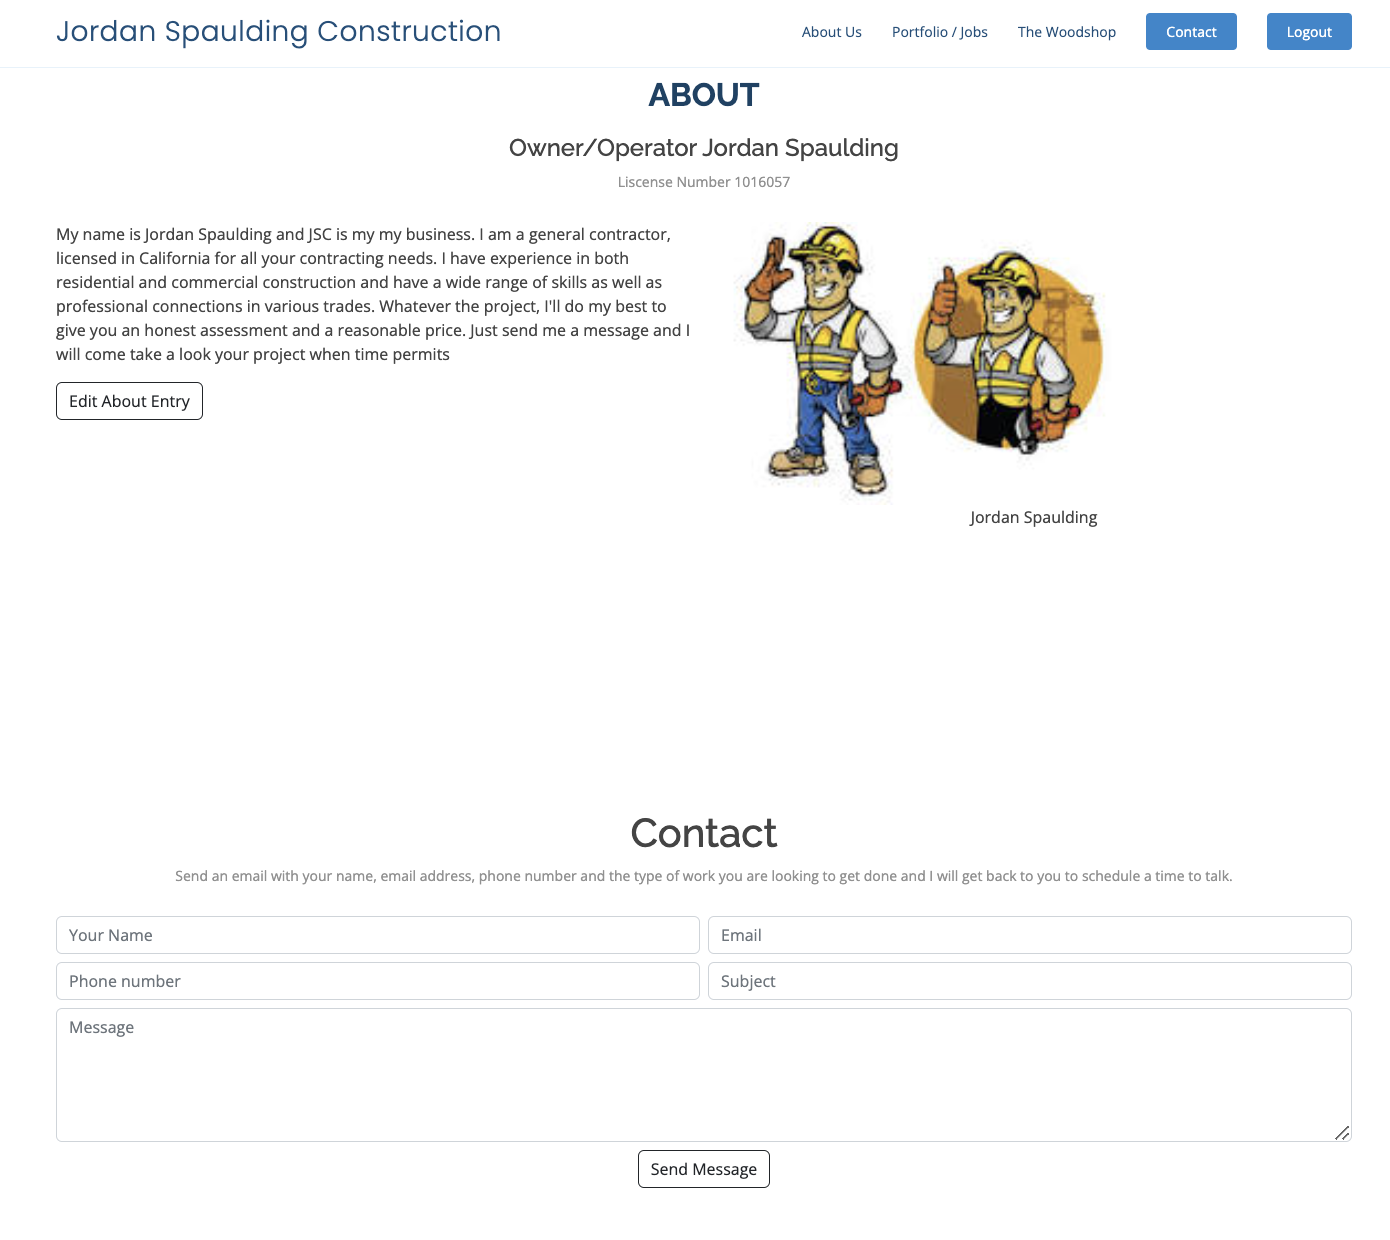 Jordan Spaulding Construction
About Us
Portfolio / Jobs
The Woodshop
Contact
Logout
ABOUT
Owner/Operator Jordan Spaulding
Liscense Number 1016057
My name is Jordan Spaulding and JSC is my my business. I am a general contractor,
licensed in California for all your contracting needs. I have experience in both
residential and commercial construction and have a wide range of skills as well as
professional connections in various trades. Whatever the project, I'll do my best to
give you an honest assessment and a reasonable price. Just send me a message and I
will come take a look your project when time permits
Edit About Entry
Jordan Spaulding
Contact
Send an email with your name, email address, phone number and the type of work you are looking to get done and I will get back to you to schedule a time to talk.
Your Name
Email
Phone number
Subject
Message
Send Message